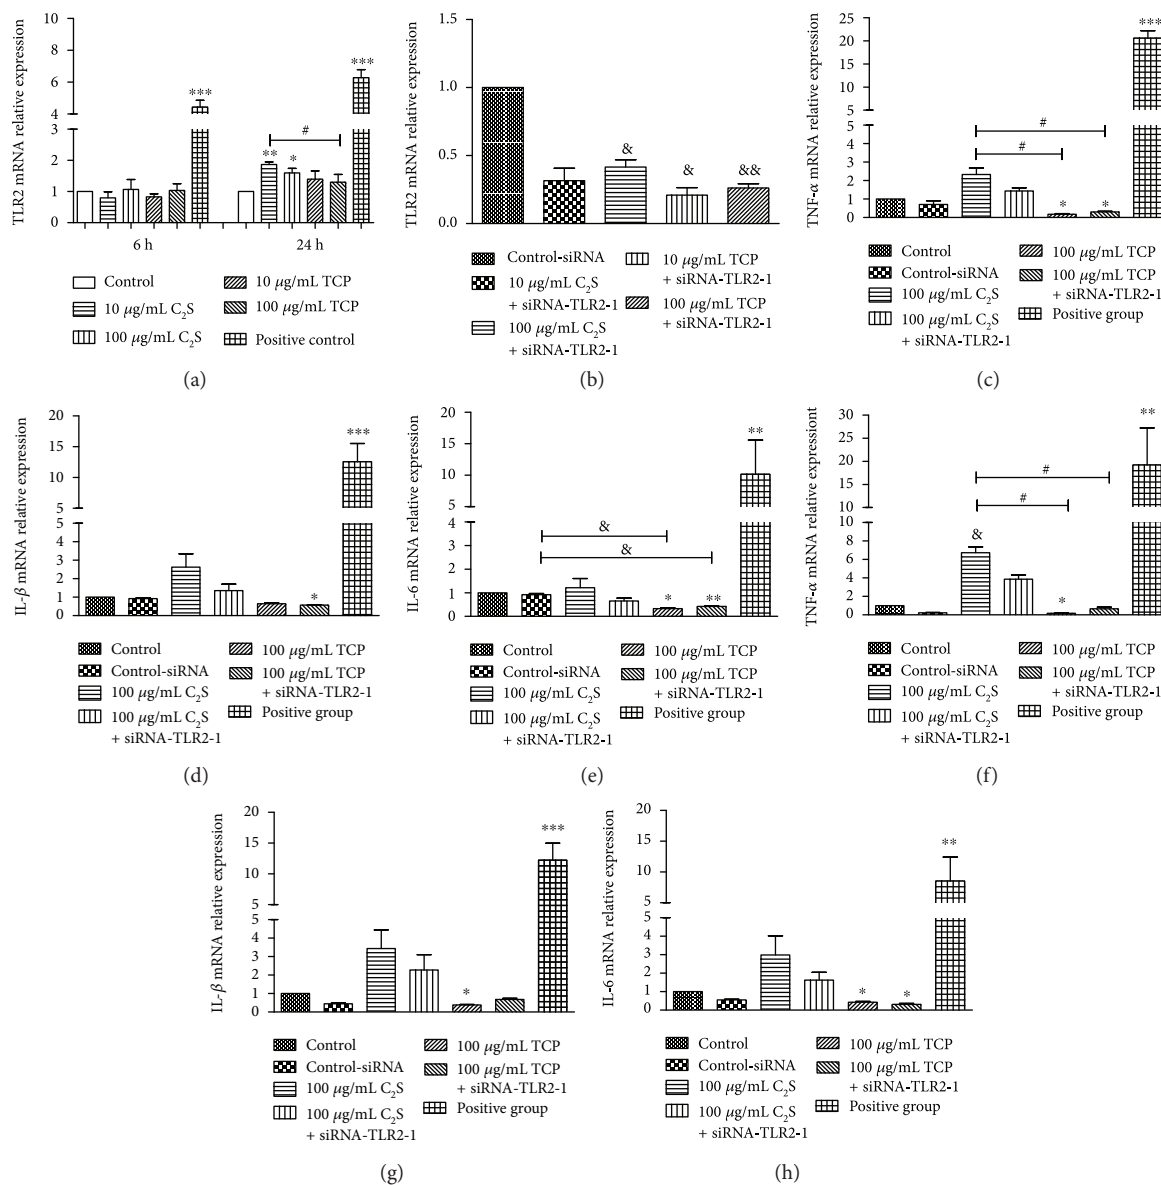 TLR2 mRNA relative expression
10
8
6
4
3
2
1
0
***
**
*
#
***
6 h
24 h
Control
10 μg/mL C2S
100 μg/mL C2S
10 μg/mL TCP
100 μg/mL TCP
Positive control
(a)
TLR2 mRNA relative expression
1.5
1.0
0.5
0.0
&
&
&&
Control-siRNA
10 μg/mL C2S
+ siRNA-TLR2-1
100 μg/mL C2S
+ siRNA-TLR2-1
10 μg/mL TCP
+ siRNA-TLR2-1
100 μg/mL TCP
+ siRNA-TLR2-1
(b)
TNF-α mRNA relative expression
25
20
15
10
5
4
3
2
1
0
#
#
*
*
***
Control
Control-siRNA
100 μg/mL C2S
100 μg/mL C2S
+ siRNA-TLR2-1
100 μg/mL TCP
100 μg/mL TCP
+ siRNA-TLR2-1
Positive group
(c)
IL-β mRNA relative expression
20
15
10
5
5
4
3
2
1
0
*
***
Control
Control-siRNA
100 μg/mL C2S
100 μg/mL C2S
+ siRNA-TLR2-1
100 μg/mL TCP
100 μg/mL TCP
+ siRNA-TLR2-1
Positive group
(d)
IL-6 mRNA relative expression
20
15
10
5
4
3
2
1
0
&
&
*
**
**
Control
Control-siRNA
100 μg/mL C2S
100 μg/mL C2S
+ siRNA-TLR2-1
100 μg/mL TCP
100 μg/mL TCP
+ siRNA-TLR2-1
Positive group
(e)
TNF-α mRNA relative expressiont
30
25
20
15
10
8
6
4
2
0
&
#
#
*
**
Control
Control-siRNA
100 μg/mL C2S
100 μg/mL C2S
+ siRNA-TLR2-1
100 μg/mL TCP
100 μg/mL TCP
+ siRNA-TLR2-1
Positive group
(f)
IL-β mRNA relative expression
20
15
10
5
5
4
3
2
1
0
*
***
Control
Control-siRNA
100 μg/mL C2S
100 μg/mL C2S
+ siRNA-TLR2-1
100 μg/mL TCP
100 μg/mL TCP
+ siRNA-TLR2-1
Positive group
(g)
IL-6 mRNA relative expression
20
15
10
5
5
4
3
2
1
0
*
*
**
Control
Control-siRNA
100 μg/mL C2S
100 μg/mL C2S
+ siRNA-TLR2-1
100 μg/mL TCP
100 μg/mL TCP
+ siRNA-TLR2-1
Positive group
(h)